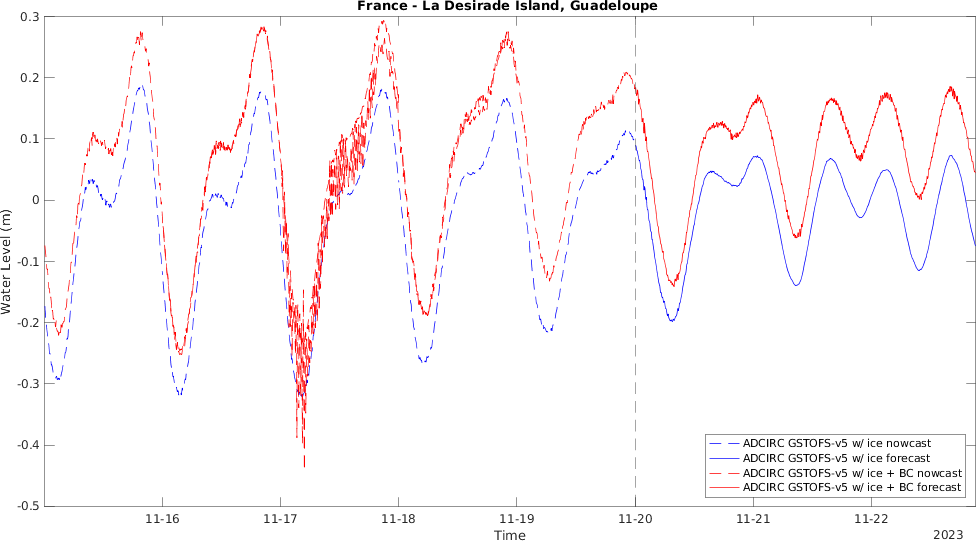 France - La Desirade Island, Guadeloupe
0.3
0.2
0.1
0
-0.1
-0.2
-0.3
-0.4
-0.5
Water Level (m)
11-16
11-17
11-18
11-19
11-20
11-21
11-22
Time
2023
ADCIRC GSTOFS-v5 w/ ice nowcast
ADCIRC GSTOFS-v5 w/ ice forecast
ADCIRC GSTOFS-v5 w/ ice + BC nowcast
ADCIRC GSTOFS-v5 w/ ice + BC forecast